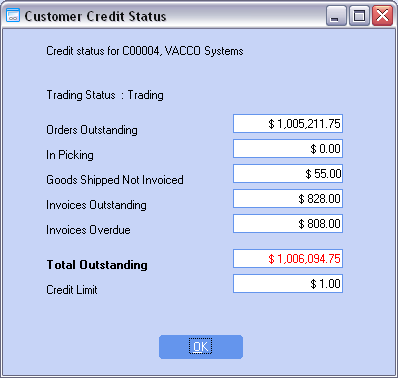 Customer Credit Status
Credit status for C00004, VACCO Systems
Trading Status : Trading
Orders Outstanding $ 1,005,211.75
In Picking $ 0.00
Goods Shipped Not Invoiced $ 55.00
Invoices Outstanding $ 828.00
Invoices Overdue $ 808.00
Total Outstanding $ 1,006,094.75
Credit Limit $ 1.00
OK